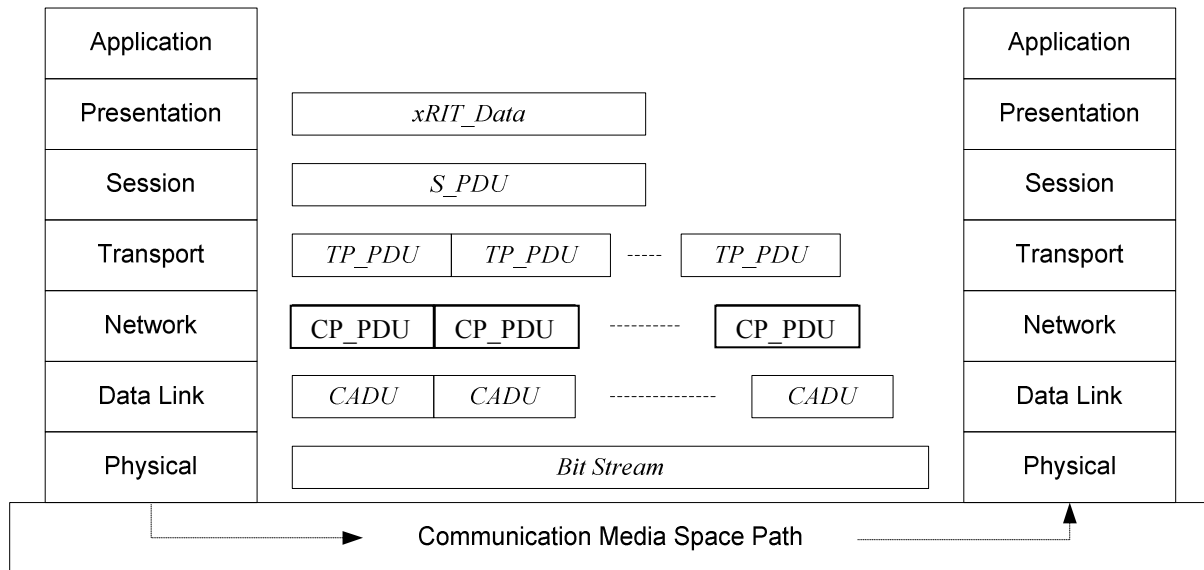 Application Application
Presentation xRIT_Data Presentation
Session S_PDU Session
Transport TP_PDU TP_PDU TP_PDU Transport
Network CP_PDU CP_PDU CP_PDU Network
Data Link CADU CADU CADU Data Link
Physical Bit Stream Physical
Communication Media Space Path